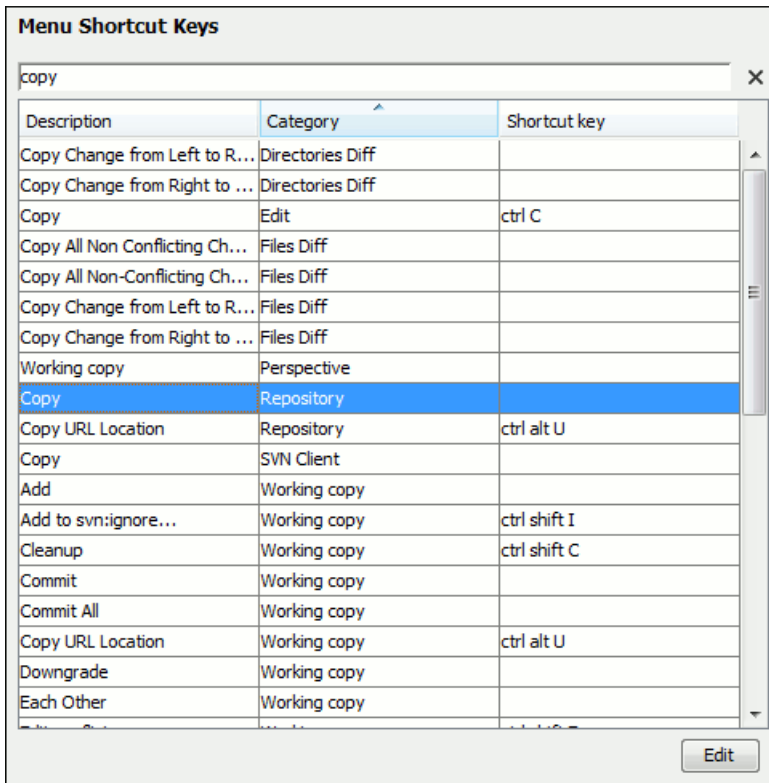 Menu Shortcut Keys
copy
Description Category Shortcut key
Copy Change from Left to R... Directories Diff
Copy Change from Right to ... Directories Diff
Copy Edit ctrl C
Copy All Non Conflicting Ch... Files Diff
Copy All Non-Conflicting Ch... Files Diff
Copy Change from Left to R... Files Diff
Copy Change from Right to ... Files Diff
Working copy Perspective
Copy Repository
Copy URL Location Repository ctrl alt U
Copy SVN Client
Add Working copy
Add to svn:ignore... Working copy ctrl shift I
Cleanup Working copy ctrl shift C
Commit Working copy
Commit All Working copy
Copy URL Location Working copy ctrl alt U
Downgrade Working copy
Each Other Working copy
Edit